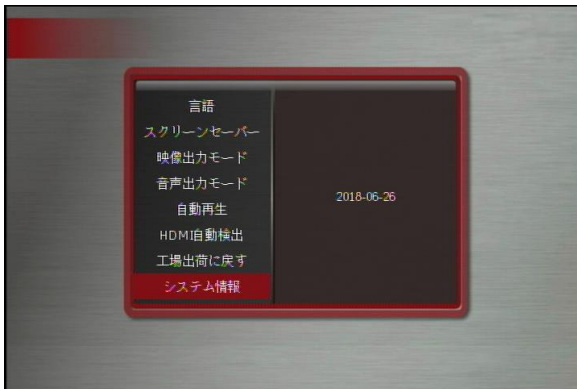 言語
スクリーンセーバー
映像出力モード
音声出力モード
自動再生
HDMI自動検出
工場出荷に戻す
システム情報
2018-06-26